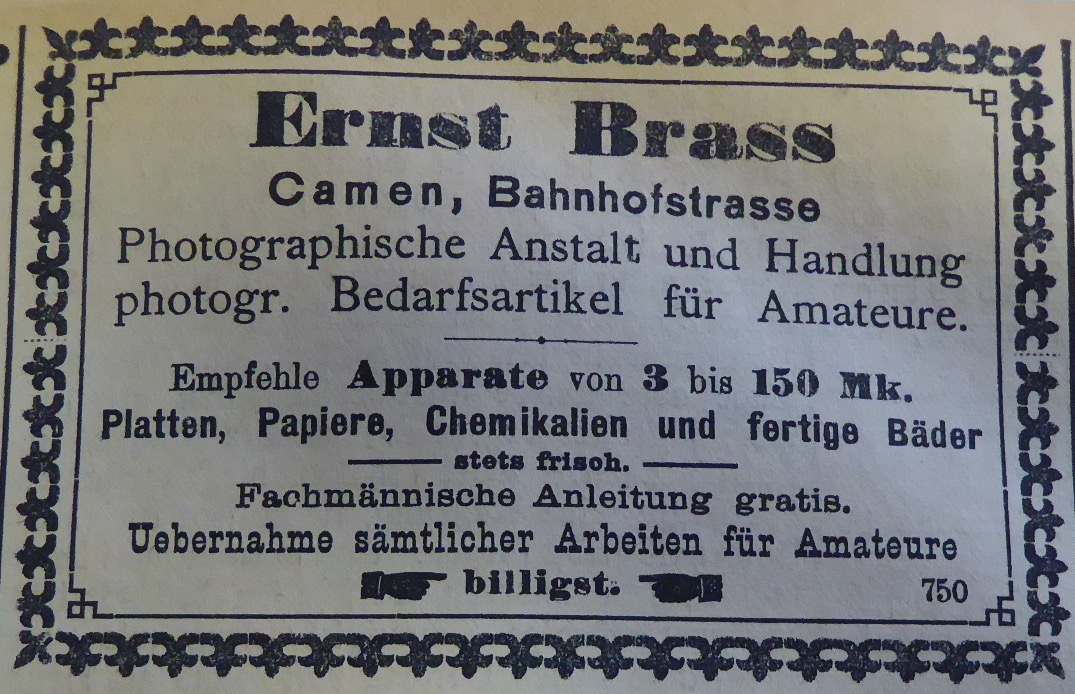 Ernst Brass
Camen, Bahnhofstrasse
Photographische Anstalt und Handlung
photogr. Bedarfsartikel für Amateure.
Empfehle Apparate von 3 bis 150 Mk.
Platten, Papiere, Chemikalien und fertige Bäder
stets frisch.
Fachmännische Anleitung gratis.
Uebernahme sämtlicher Arbeiten für Amateure
billigst.
750